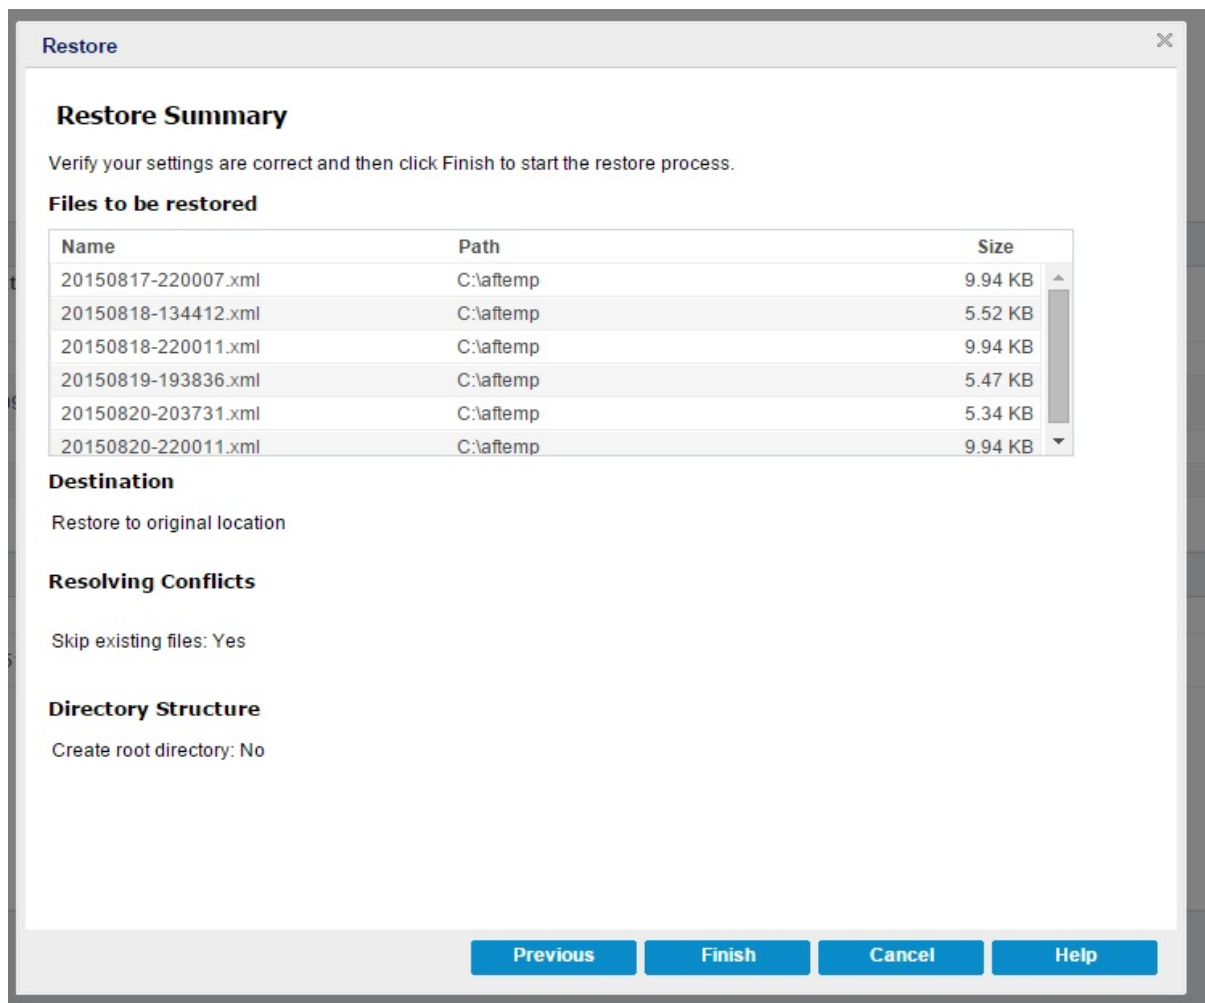 Restore
Restore Summary
Verify your settings are correct and then click Finish to start the restore process.
Files to be restored
Name Path Size
20150817-220007.xml C:\aftemp 9.94 KB
20150818-134412.xml C:\aftemp 5.52 KB
20150818-220011.xml C:\aftemp 9.94 KB
20150819-193836.xml C:\aftemp 5.47 KB
20150820-203731.xml C:\aftemp 5.34 KB
20150820-220011.xml C:\aftemp 9.94 KB
Destination
Restore to original location
Resolving Conflicts
Skip existing files: Yes
Directory Structure
Create root directory: No
Previous Finish Cancel Help